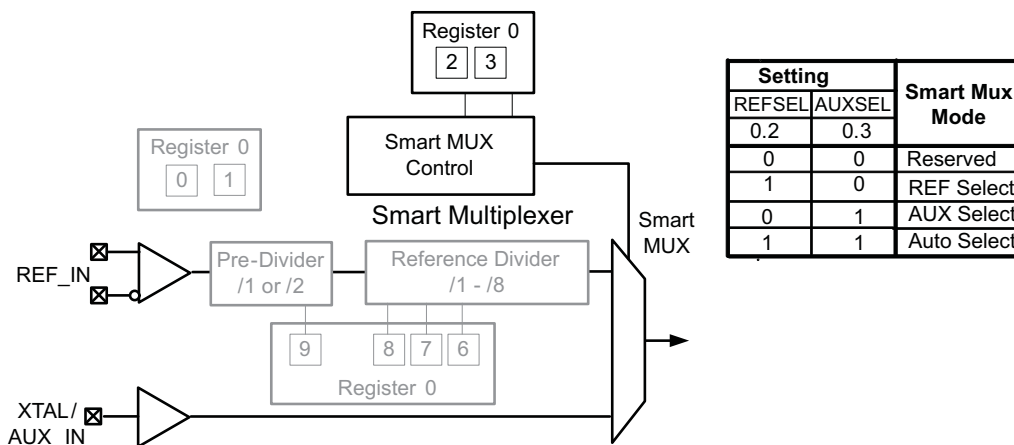 Register 0
2 3
Smart MUX
Control
Register 0
0 1
Smart Multiplexer
Smart
MUX
REF_IN
Pre-Divider
/1 or /2
Reference Divider
/1 - /8
9 8 7 6
Register 0
XTAL/
AUX_IN
Setting Smart Mux
Mode
REFSEL AUXSEL
0.2 0.3
0 0 Reserved
1 0 REF Select
0 1 AUX Select
1 1 Auto Select